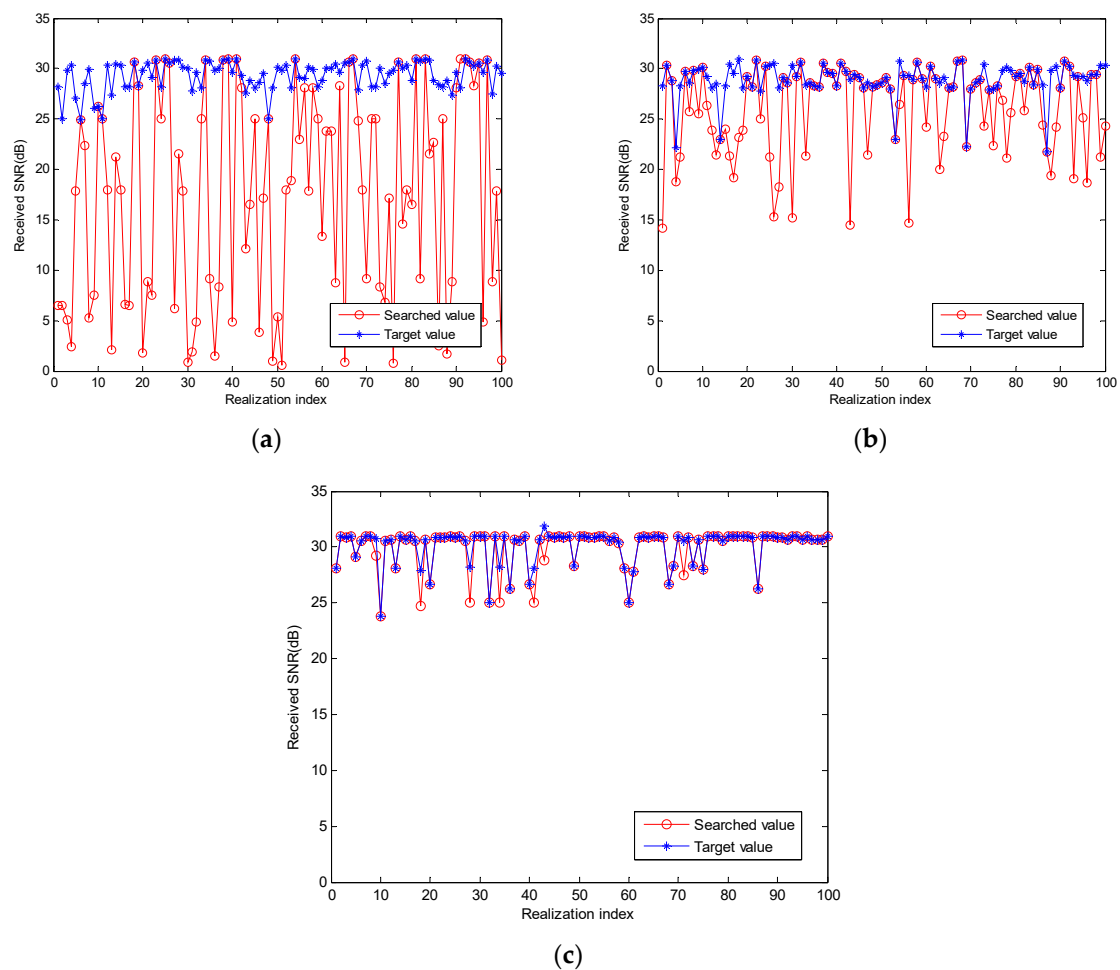 35
30
25
20
15
10
5
0
Received SNR(dB)
0 10 20 30 40 50 60 70 80 90 100
Realization index
Searched value
Target value
(a)
35
30
25
20
15
10
5
0
Received SNR(dB)
0 10 20 30 40 50 60 70 80 90 100
Realization index
Searched value
Target value
(b)
35
30
25
20
15
10
5
0
Received SNR(dB)
0 10 20 30 40 50 60 70 80 90 100
Realization index
Searched value
Target value
(c)